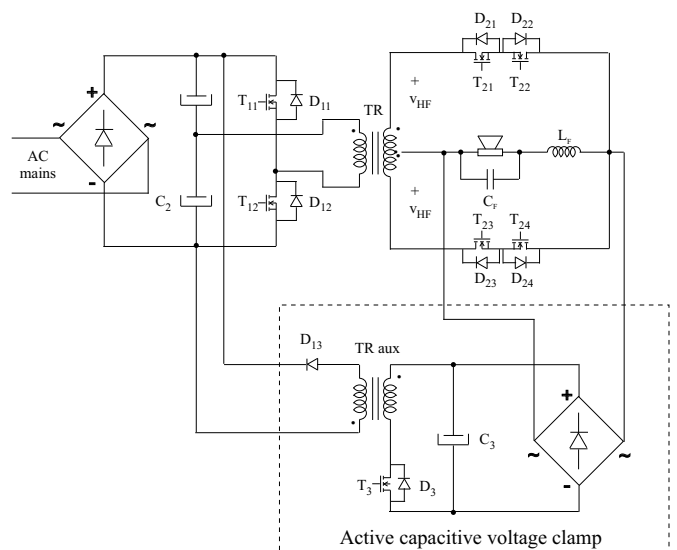 D21 D22
T21 T22
+
vHF
+
~
~
-
AC
mains
T11
D11
TR
LF
CF
C2
T12
D12
+
vHF
T23 T24
D23 D24
D13
TR aux
C3
T3
D3
+
~
~
-
Active capacitive voltage clamp